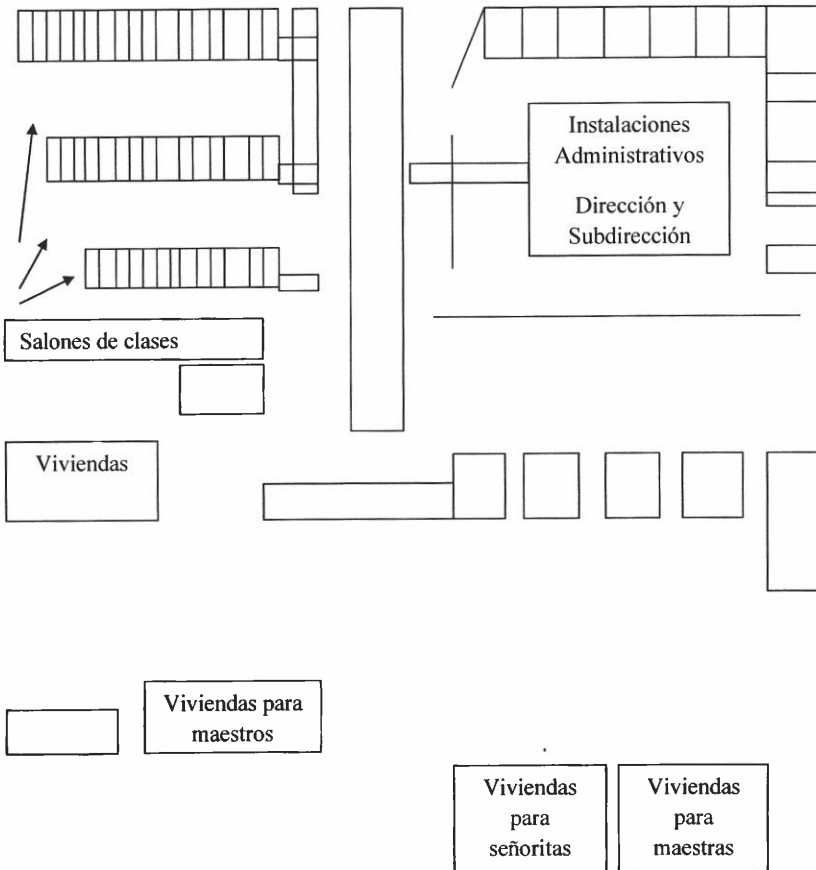 Instalaciones
Administrativos
Dirección y
Subdirección
Salones de clases
Viviendas
Viviendas para
maestros
Viviendas
para
señoritas
Viviendas
para
maestras